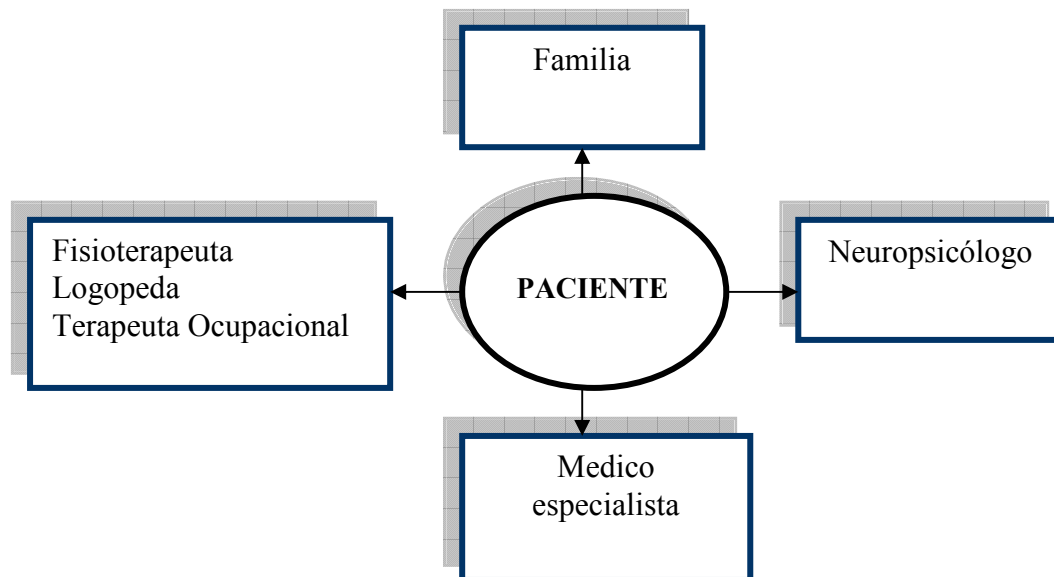 Familia
Fisioterapeuta
Logopeda
Terapeuta Ocupacional
PACIENTE
Neuropsicólogo
Medico
especialista